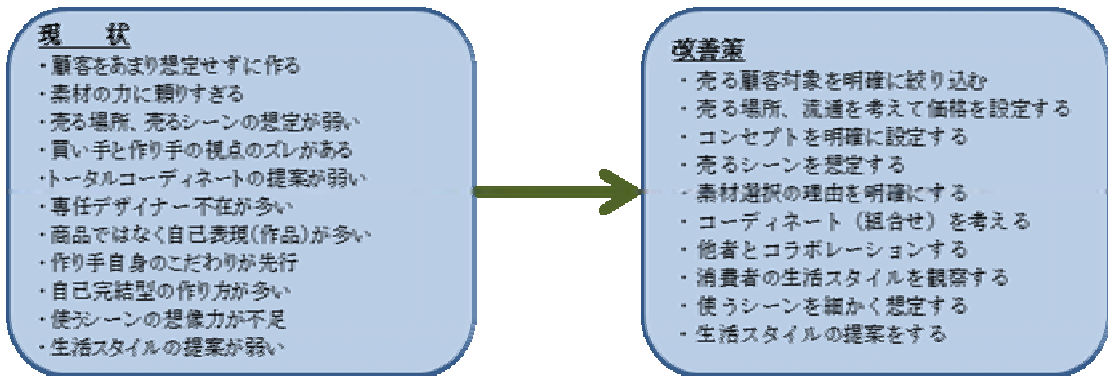 現　状
・顧客をあまり想定せずに作る
・素材の力に頼りすぎる
・売る場所、売るシーンの想定が弱い
・買い手と作り手の視点のズレがある
・トータルコーディネートの提案が弱い
・専任デザイナー不在が多い
・商品ではなく自己表現(作品)が多い
・作り手自身のこだわりが先行
・自己完結型の作り方が多い
・使うシーンの想像力が不足
・生活スタイルの提案が弱い
改善策
・売る顧客対象を明確に絞り込む
・売る場所、流通を考えて価格を設定する
・コンセプトを明確に設定する
・売るシーンを想定する
・素材選択の理由を明確にする
・コーディネート（組合せ）を考える
・他者とコラボレーションする
・消費者の生活スタイルを観察する
・使うシーンを細かく想定する
・生活スタイルの提案をする